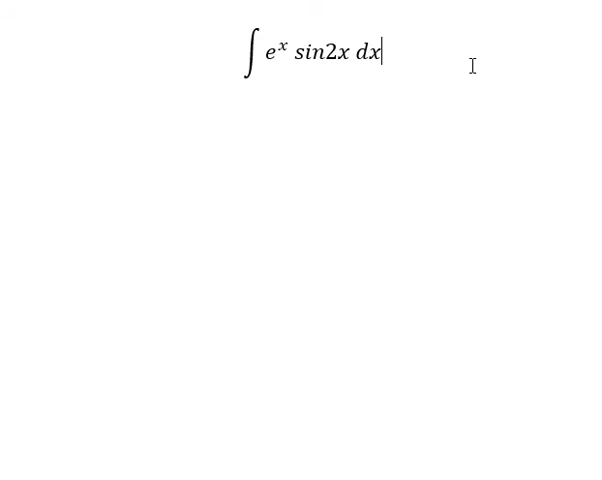 ∫ eˣ sin2x dx